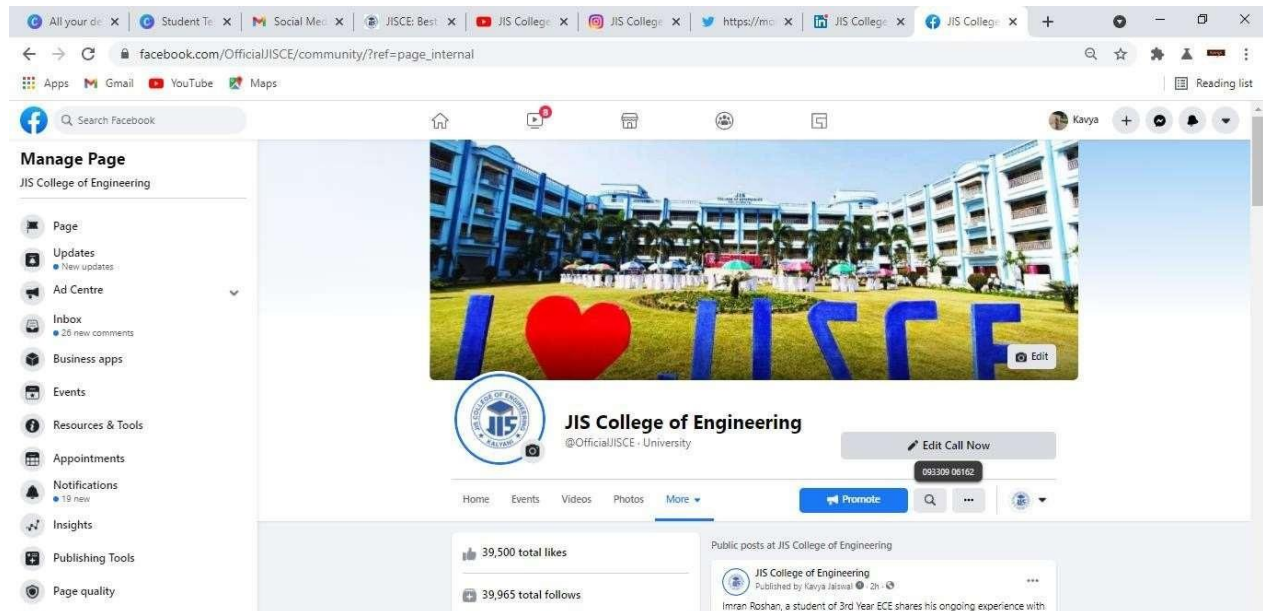 All your de
Student Te
Social Med
JISCE: Best
JIS College
JIS College
https://mo
JIS College
JIS College
facebook.com/OfficialJISCE/community/?ref=page_internal
Apps
Gmail
YouTube
Maps
Reading list
Search Facebook
8
Kavya
Manage Page
JIS College of Engineering
Page
Updates
New updates
Ad Centre
Inbox
26 new comments
Business apps
Events
Resources & Tools
Appointments
Notifications
19 new
Insights
Publishing Tools
Page quality
I JISCE
Edit
JIS
KALYANI
JIS College of Engineering
@OfficialJISCE · University
Edit Call Now
093309 06162
Home Events Videos Photos More
Promote
39,500 total likes
39,965 total follows
Public posts at JIS College of Engineering
JIS College of Engineering
Published by Kavya Jaiswal · 2h ·
Imran Roshan, a student of 3rd Year ECE shares his ongoing experience with